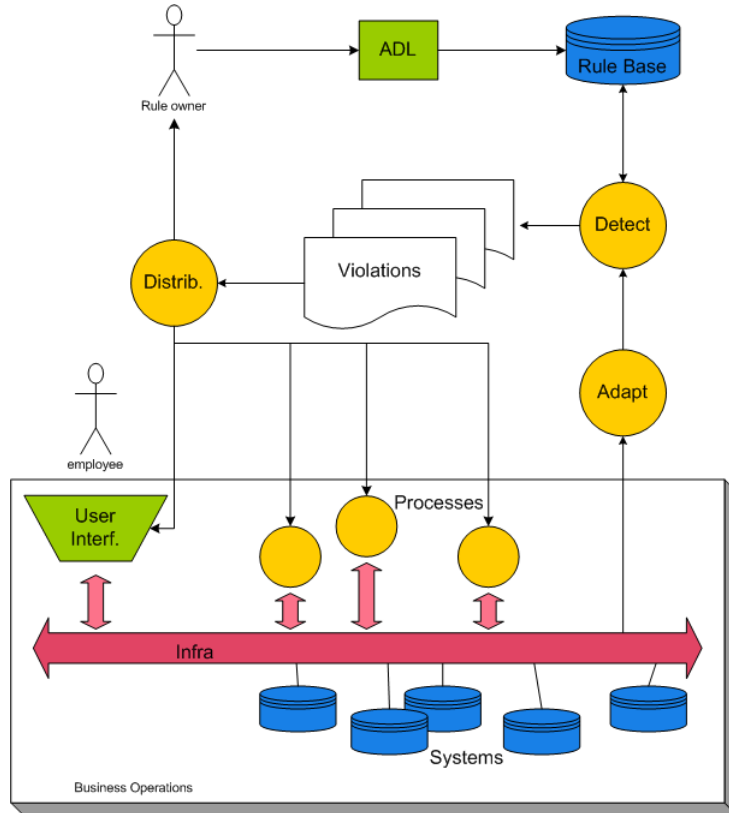 ADL
Rule Base
Rule owner
Detect
Violations
Distrib.
Adapt
employee
Processes
User
Interf.
Infra
Systems
Business Operations